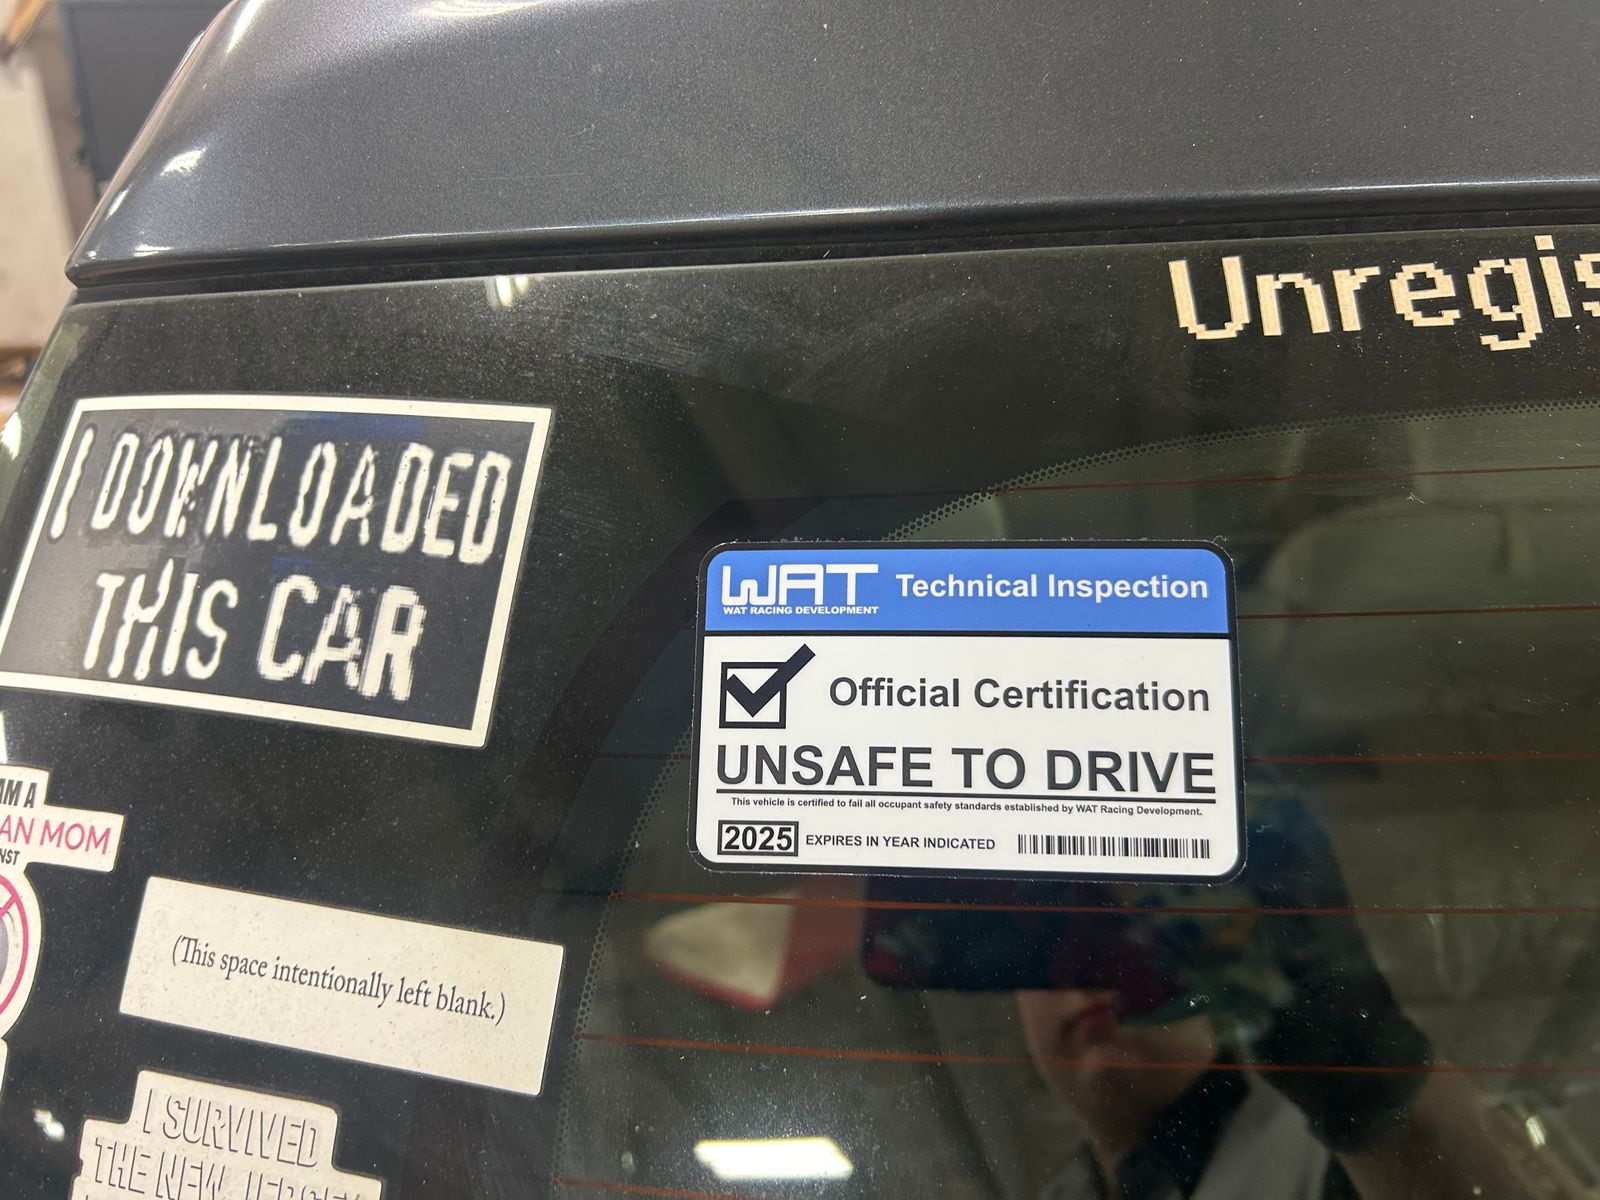 Unregis
I DOWNLOADED
THIS CAR
WAT
WAT RACING DEVELOPMENT
Technical Inspection
Official Certification
UNSAFE TO DRIVE
This vehicle is certified to fail all occupant safety standards established by WAT Racing Development.
2025 EXPIRES IN YEAR INDICATED
AM A
AN MOM
NST
(This space intentionally left blank.)
I SURVIVED
THE NEW JERSEY